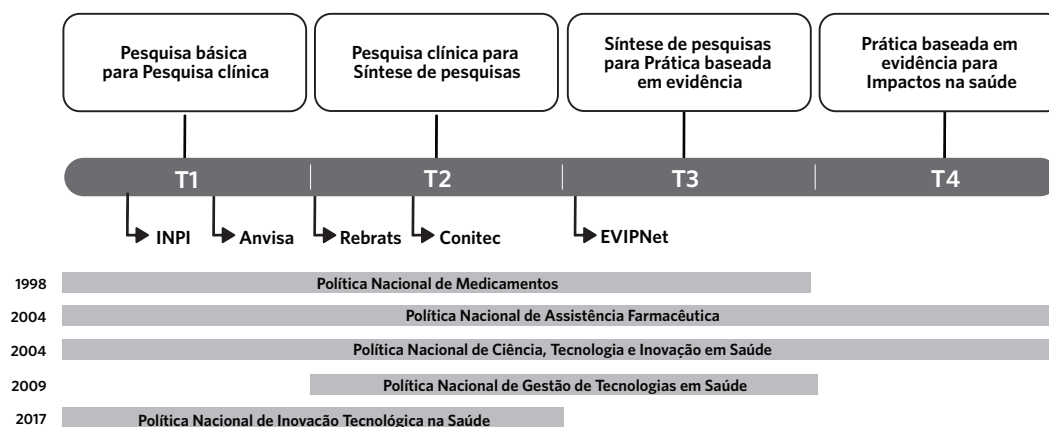 Pesquisa básica
para Pesquisa clínica
Pesquisa clínica para
Síntese de pesquisas
Síntese de pesquisas
para Prática baseada
em evidência
Prática baseada em
evidência para
Impactos na saúde
T1
T2
T3
T4
INPI
Anvisa
Rebrats
Conitec
EVIPNet
1998
Política Nacional de Medicamentos
2004
Política Nacional de Assistência Farmacêutica
2004
Política Nacional de Ciência, Tecnologia e Inovação em Saúde
2009
Política Nacional de Gestão de Tecnologias em Saúde
2017
Política Nacional de Inovação Tecnológica na Saúde